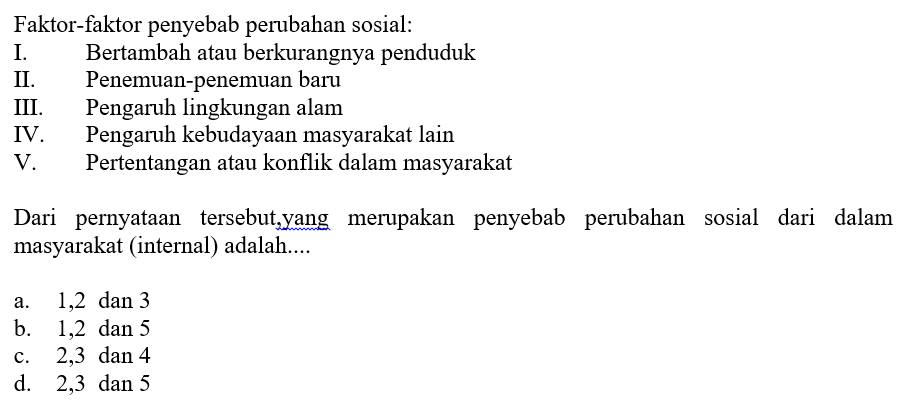 Faktor-faktor penyebab perubahan sosial:
I. Bertambah atau berkurangnya penduduk
II. Penemuan-penemuan baru
III. Pengaruh lingkungan alam
IV. Pengaruh kebudayaan masyarakat lain
V. Pertentangan atau konflik dalam masyarakat
Dari pernyataan tersebut,yang merupakan penyebab perubahan sosial dari dalam
masyarakat (internal) adalah....
a. 1,2 dan 3
b. 1,2 dan 5
c. 2,3 dan 4
d. 2,3 dan 5